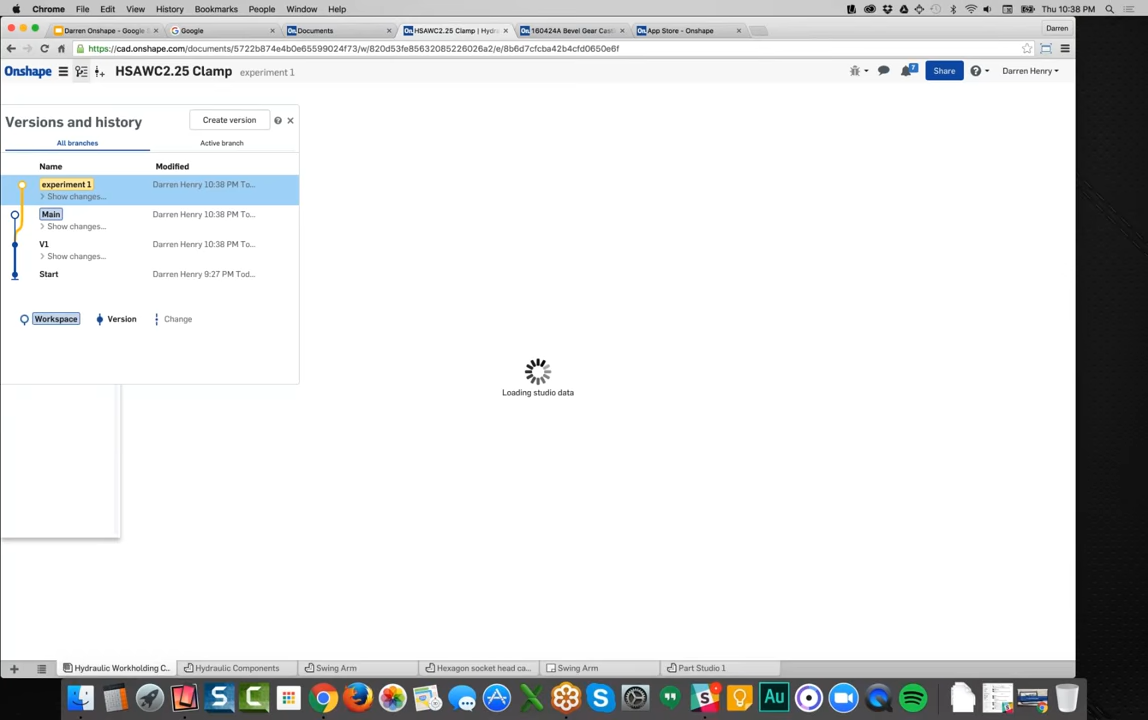 Chrome File Edit View History Bookmarks People Window Help Thu 10:38 PM Darren
Darren Onshape - Google Google Documents HSAWC2.25 Clamp | Hydr 160424A Bevel Gear Cast App Store - Onshape Darren
https://cad.onshape.com/documents/5722b874e4b0e65599024f73/w/820d53fe85632085226026a2/e/8b6d7cfcba42b4cfd0650e6f
Onshape HSAWC2.25 Clamp experiment 1 7 Share Darren Henry
Versions and history Create version
All branches Active branch
Name Modified
experiment 1 Darren Henry 10:38 PM To...
Show changes...
Main Darren Henry 10:38 PM To...
Show changes...
V1 Darren Henry 10:38 PM To...
Show changes...
Start Darren Henry 9:27 PM Tod...
Workspace Version Change
Loading studio data
Hydraulic Workholding C... Hydraulic Components Swing Arm Hexagon socket head ca... Swing Arm Part Studio 1